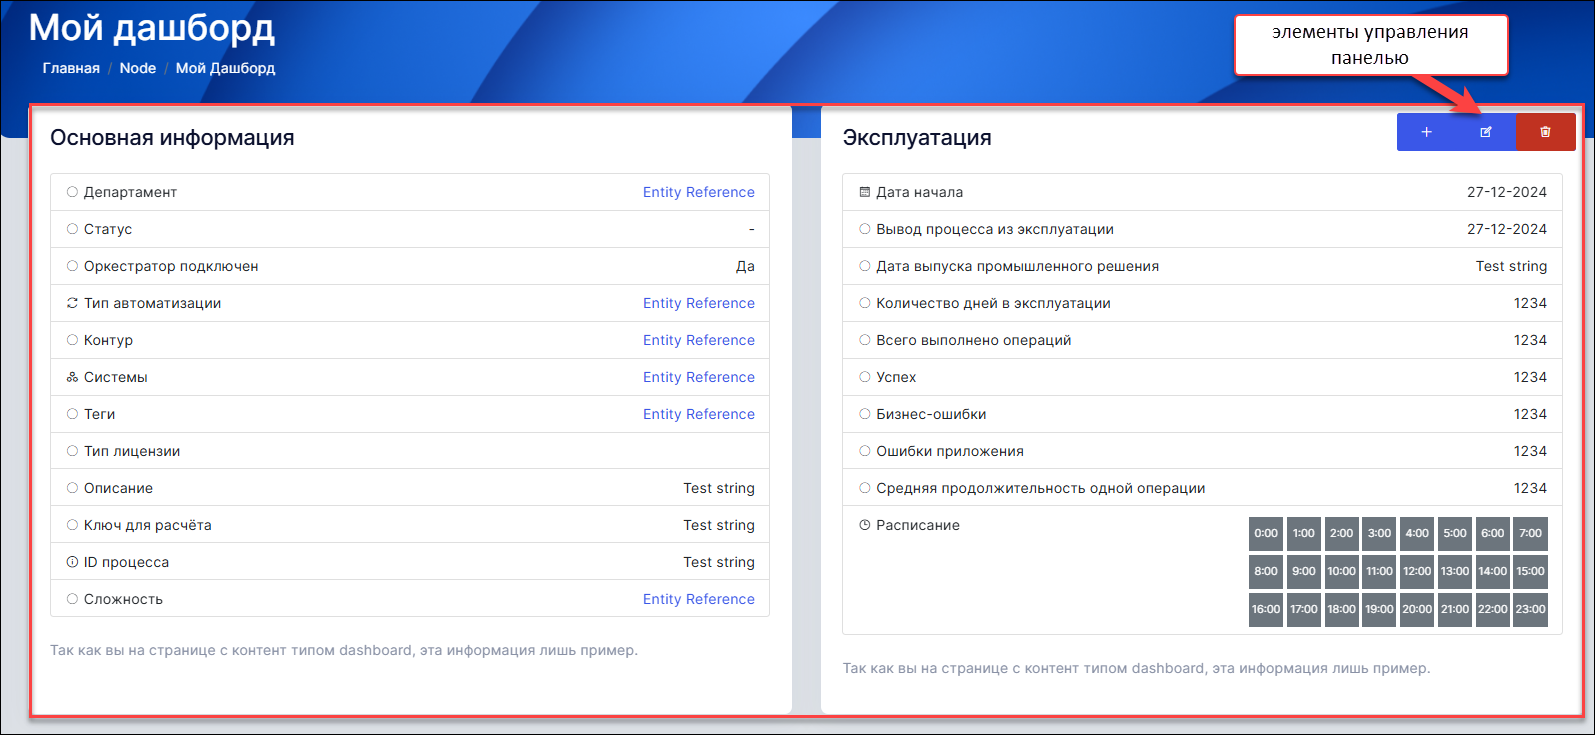 Мой дашборд
Главная / Node / Мой Дашборд
элементы управления
панелью
Основная информация
Департамент Entity Reference
Статус -
Оркестратор подключен Да
Тип автоматизации Entity Reference
Контур Entity Reference
Системы Entity Reference
Теги Entity Reference
Тип лицензии
Описание Test string
Ключ для расчёта Test string
ID процесса Test string
Сложность Entity Reference
Так как вы на странице с контент типом dashboard, эта информация лишь пример.
Эксплуатация
Дата начала 27-12-2024
Вывод процесса из эксплуатации 27-12-2024
Дата выпуска промышленного решения Test string
Количество дней в эксплуатации 1234
Всего выполнено операций 1234
Успех 1234
Бизнес-ошибки 1234
Ошибки приложения 1234
Средняя продолжительность одной операции 1234
Расписание
0:00 1:00 2:00 3:00 4:00 5:00 6:00 7:00
8:00 9:00 10:00 11:00 12:00 13:00 14:00 15:00
16:00 17:00 18:00 19:00 20:00 21:00 22:00 23:00
Так как вы на странице с контент типом dashboard, эта информация лишь пример.